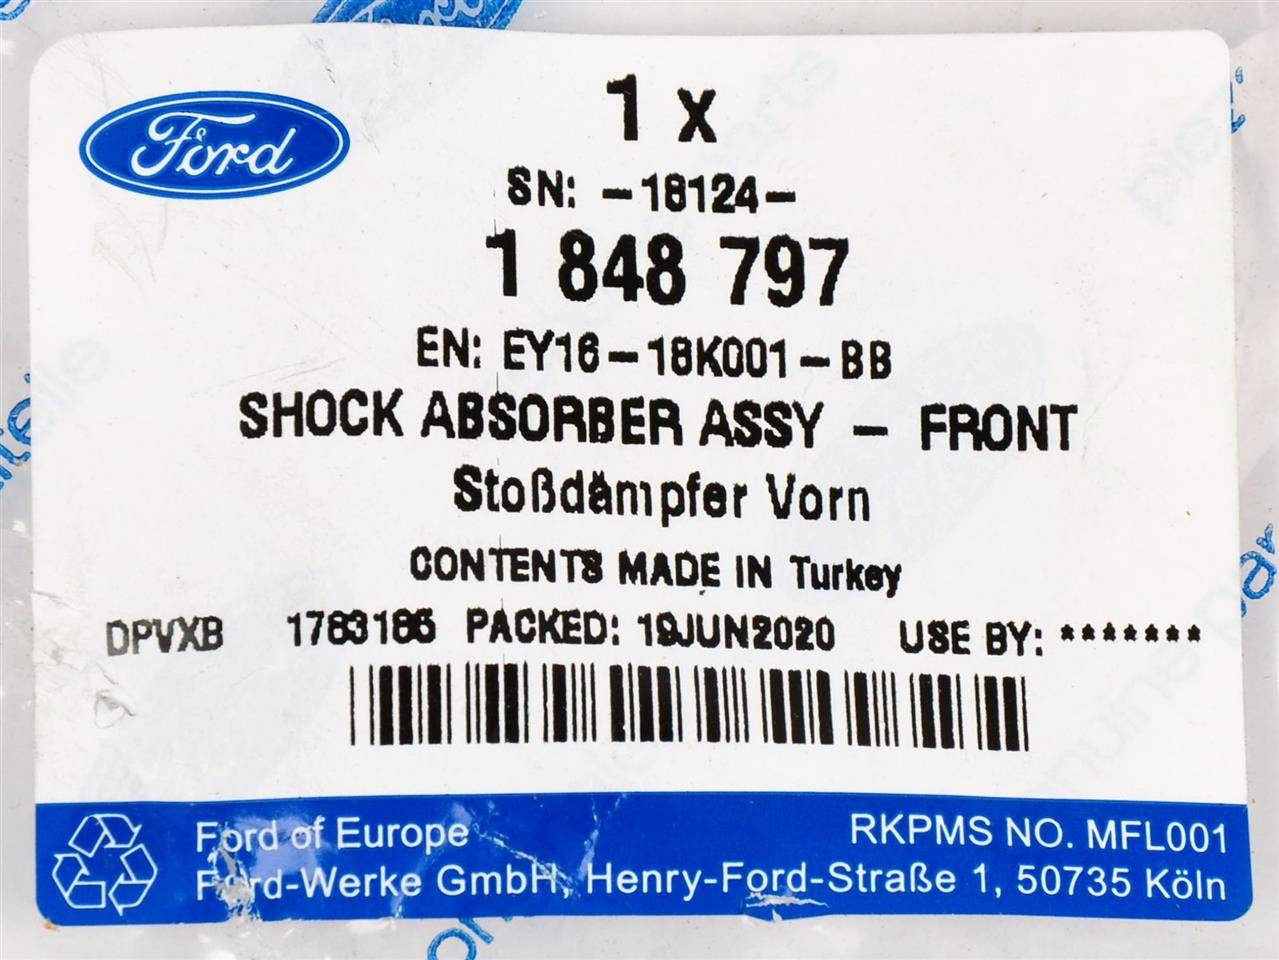 Ford
1 x
SN: -18124-
1 848 797
EN: EY16-18K001-BB
SHOCK ABSORBER ASSY - FRONT
Stoßdämpfer Vorn
CONTENTS MADE IN Turkey
DPVXB 1763186 PACKED: 19JUN2020 USE BY: *******
Ford of Europe RKPMS NO. MFL001
Ford-Werke GmbH, Henry-Ford-Straße 1, 50735 Köln